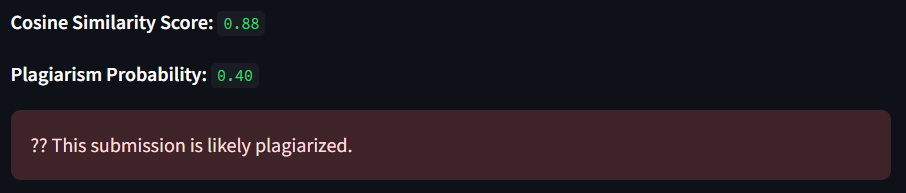 Cosine Similarity Score: 0.88
Plagiarism Probability: 0.40
?? This submission is likely plagiarized.